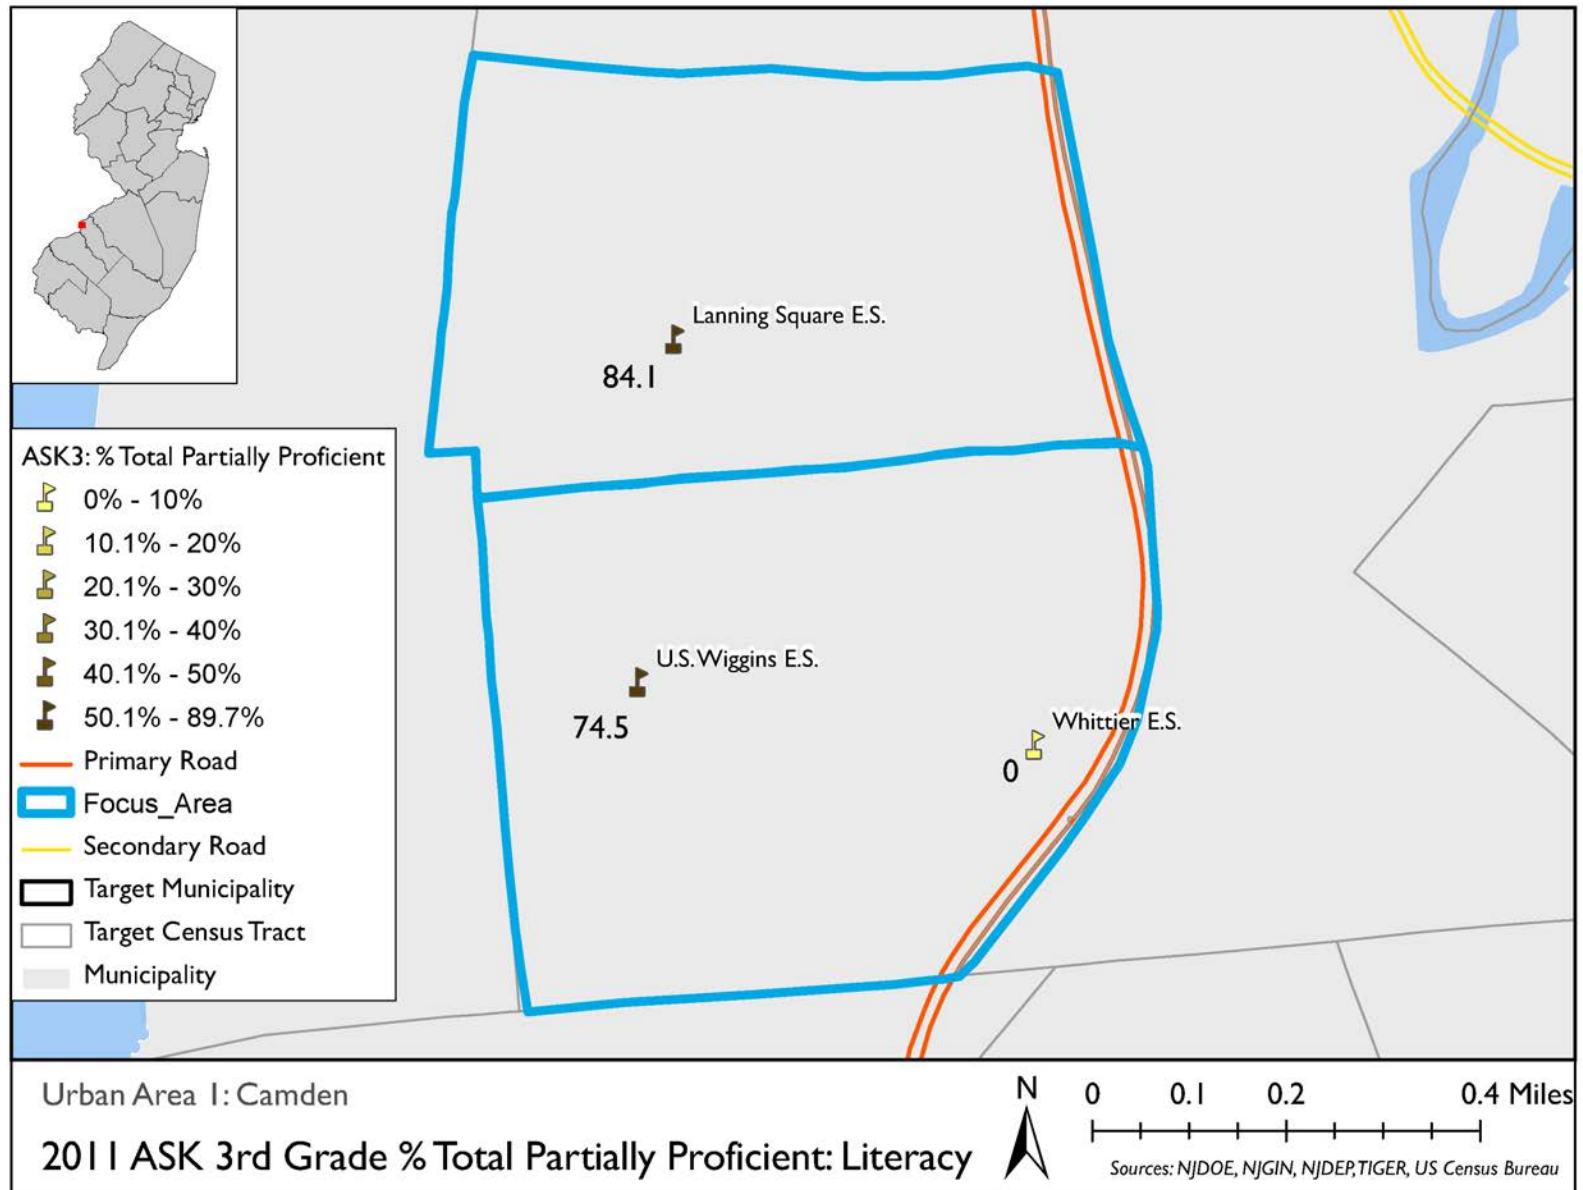 Lanning Square E.S.
84.1
ASK3: % Total Partially Proficient
0% - 10%
10.1% - 20%
20.1% - 30%
30.1% - 40%
40.1% - 50%
50.1% - 89.7%
Primary Road
Focus_Area
Secondary Road
Target Municipality
Target Census Tract
Municipality
U.S. Wiggins E.S.
74.5
Whittier E.S.
0
Urban Area 1: Camden
2011 ASK 3rd Grade % Total Partially Proficient: Literacy
N
0 0.1 0.2 0.4 Miles
Sources: NJDOE, NJGIN, NJDEP, TIGER, US Census Bureau